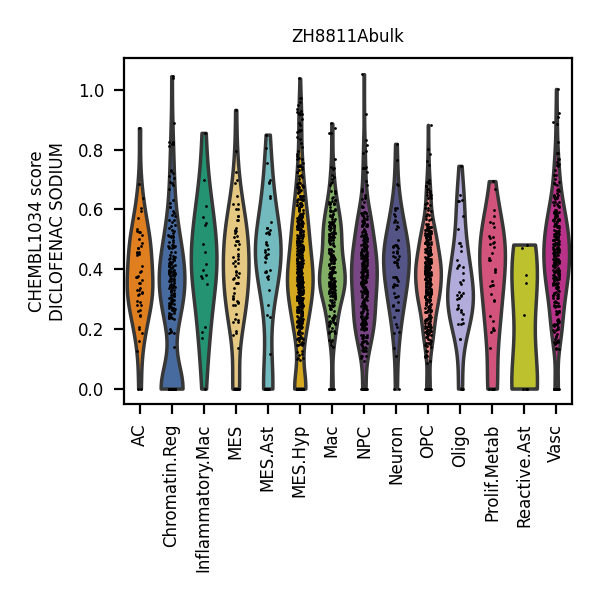 ZH8811Abulk
CHEMBL1034 score
DICLOFENAC SODIUM
1.0
0.8
0.6
0.4
0.2
0.0
AC
Chromatin.Reg
Inflammatory.Mac
MES
MES.Ast
MES.Hyp
Mac
NPC
Neuron
OPC
Oligo
Prolif.Metab
Reactive.Ast
Vasc